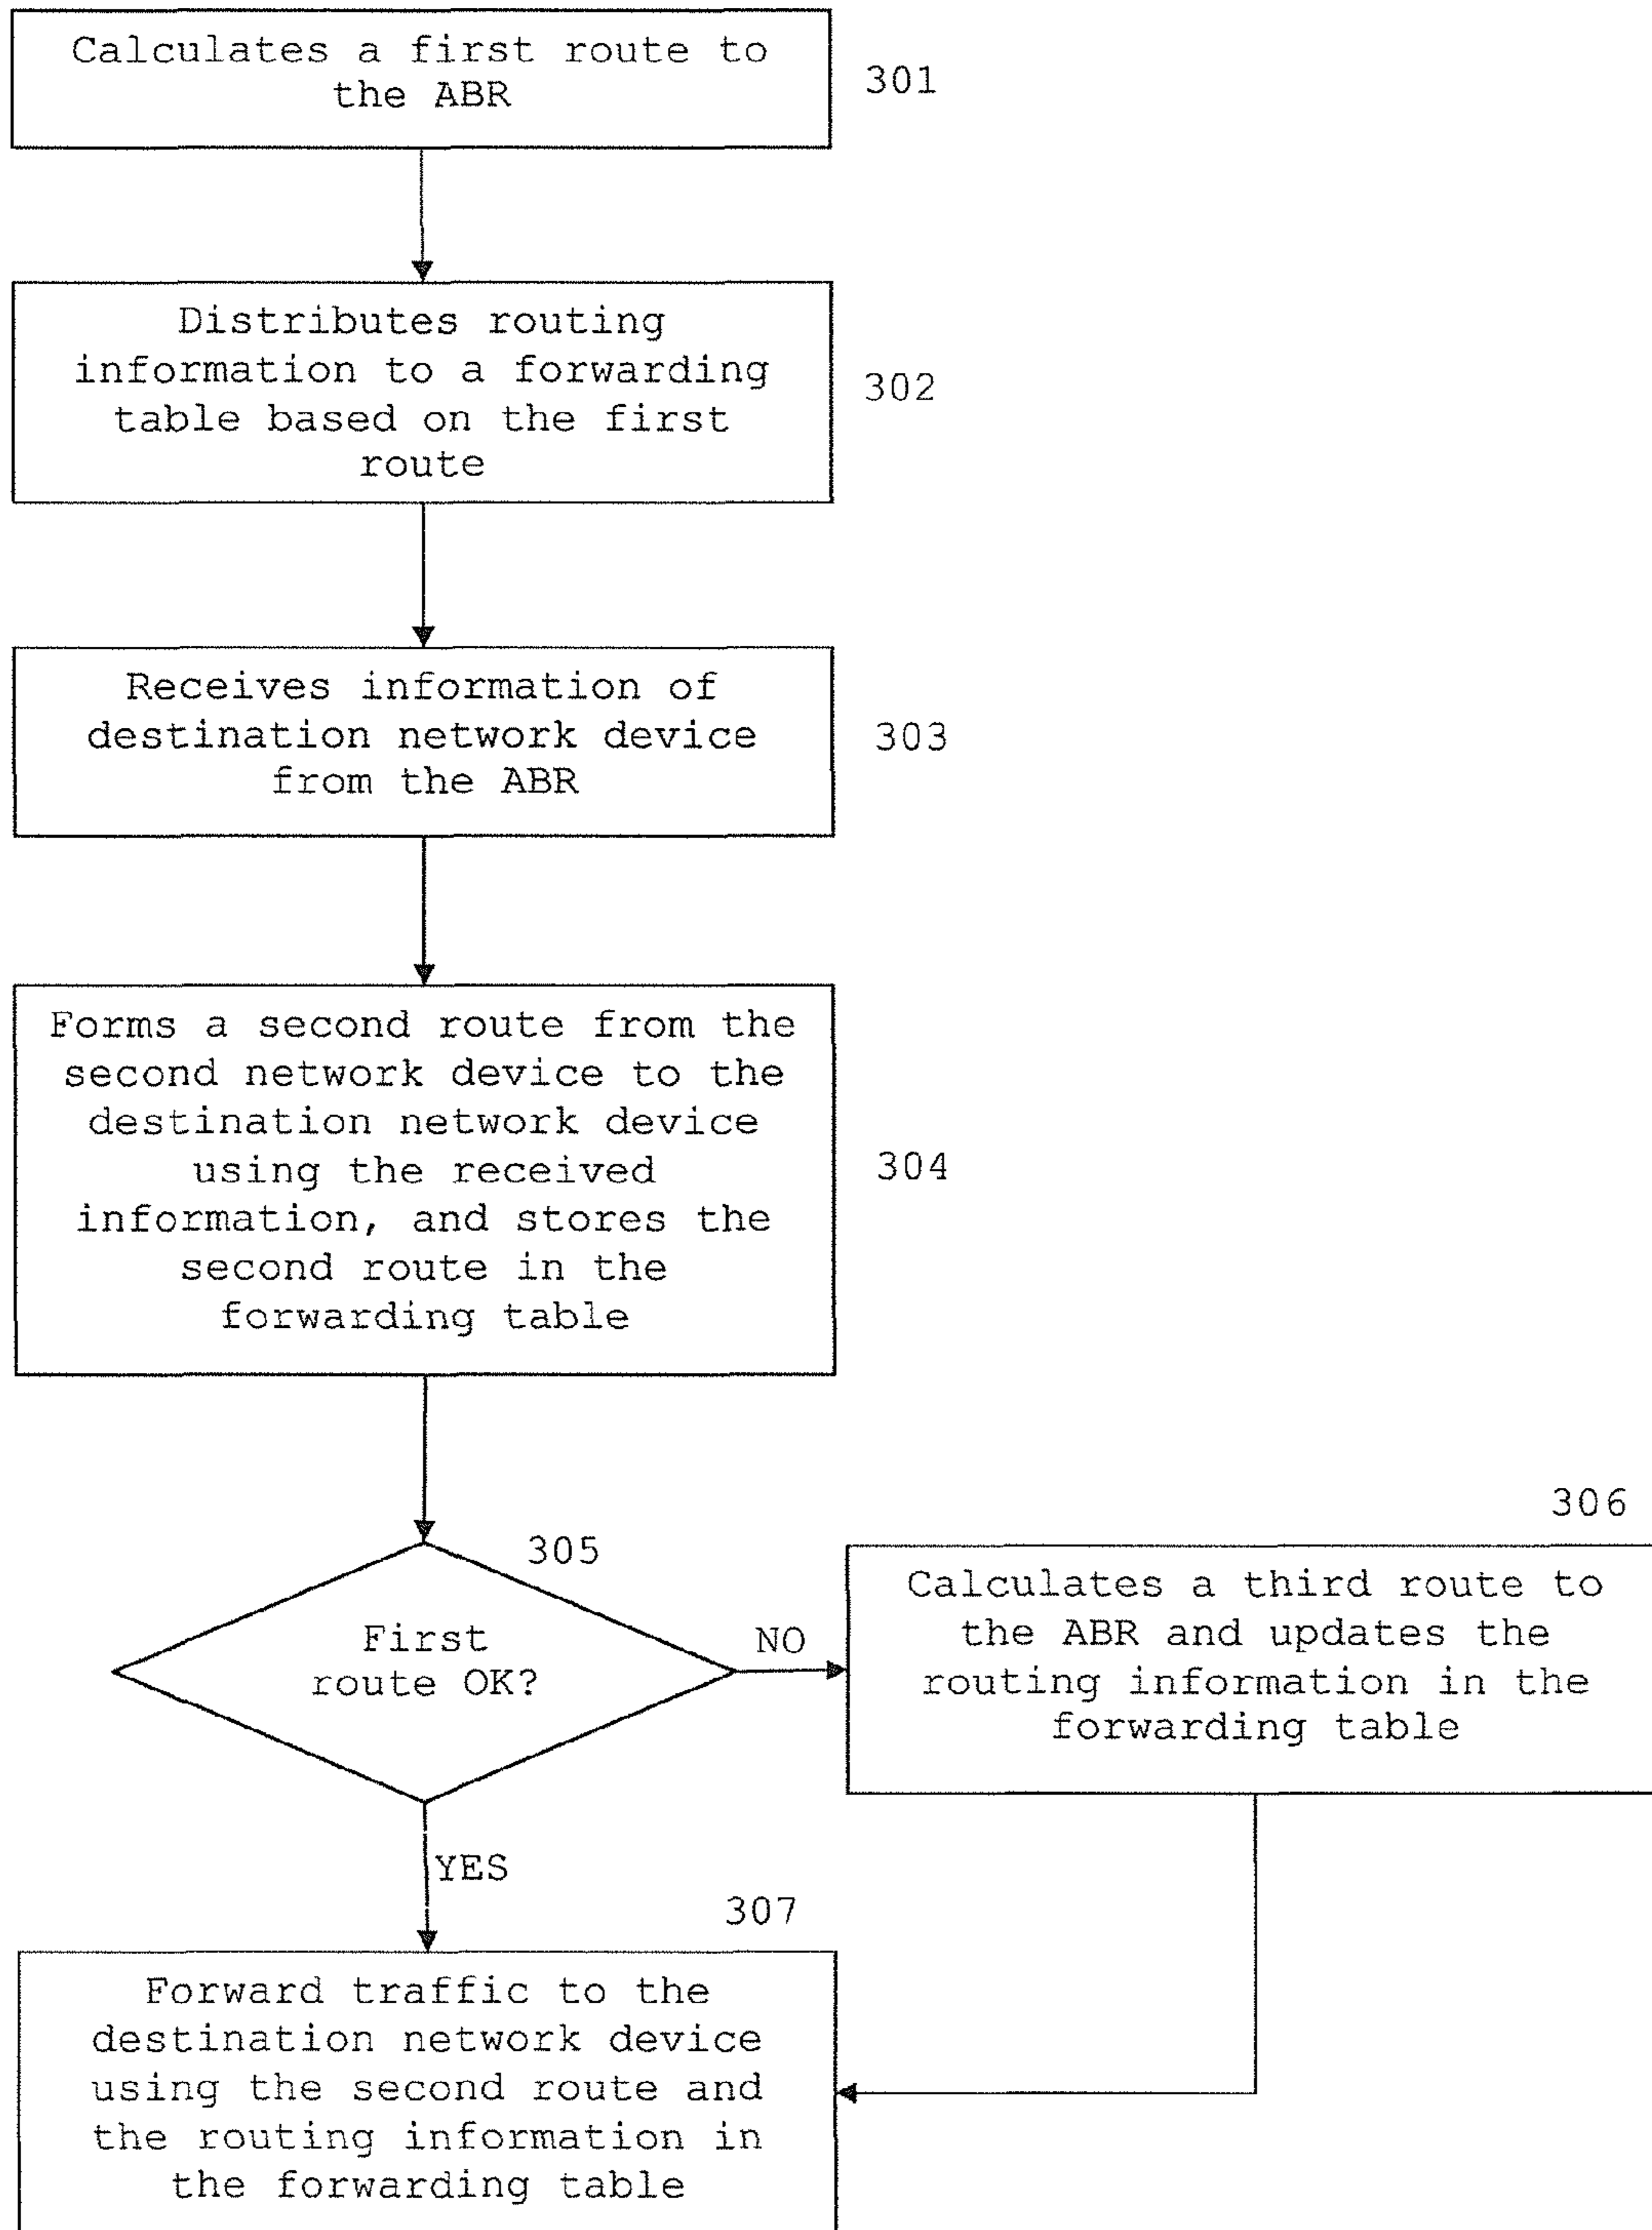 Calculates a first route to
the ABR
301
Distributes routing
information to a forwarding
table based on the first
route
302
Receives information of
destination network device
from the ABR
303
Forms a second route from the
second network device to the
destination network device
using the received
information, and stores the
second route in the
forwarding table
304
305
First
route OK?
NO
306
Calculates a third route to
the ABR and updates the
routing information in the
forwarding table
YES
307
Forward traffic to the
destination network device
using the second route and
the routing information in
the forwarding table